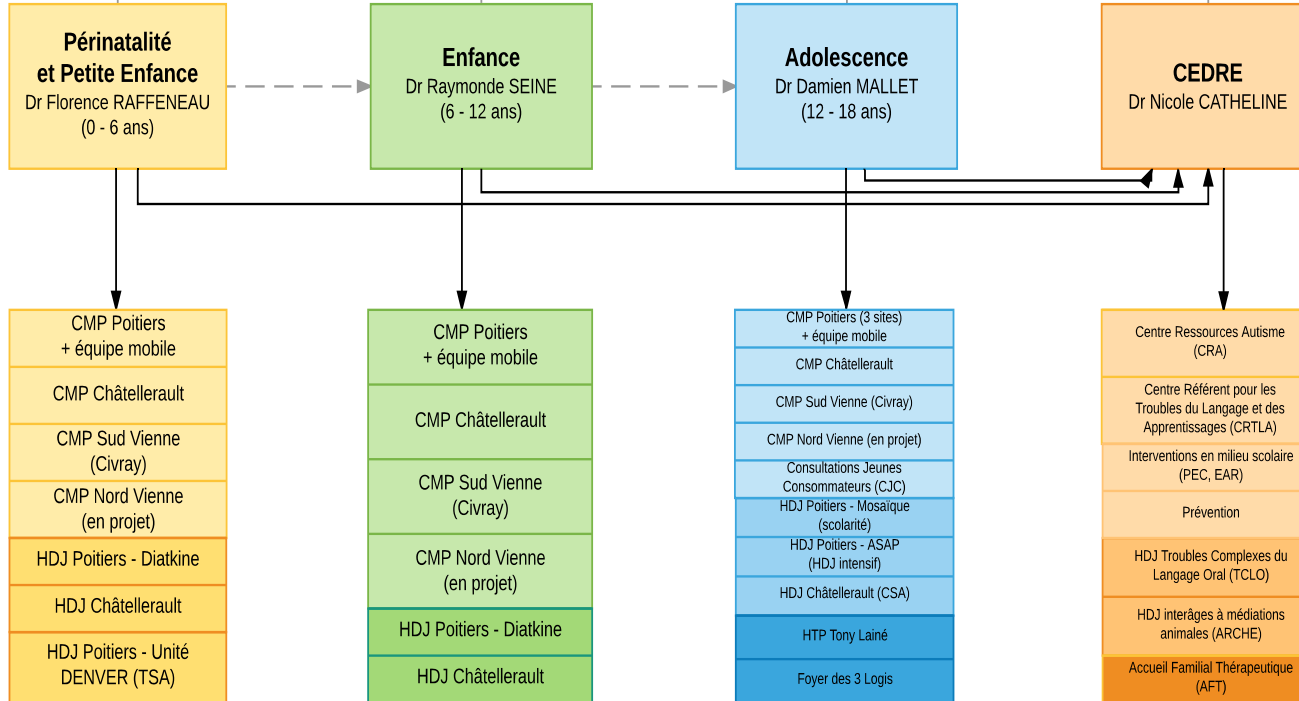 Périnatalité
et Petite Enfance
Dr Florence RAFFENEAU
(0 - 6 ans)
Enfance
Dr Raymonde SEINE
(6 - 12 ans)
Adolescence
Dr Damien MALLET
(12 - 18 ans)
CEDRE
Dr Nicole CATHELINE
CMP Poitiers
+ équipe mobile
CMP Châtellerault
CMP Sud Vienne
(Civray)
CMP Nord Vienne
(en projet)
HDJ Poitiers - Diatkine
HDJ Châtellerault
HDJ Poitiers - Unité
DENVER (TSA)
CMP Poitiers
+ équipe mobile
CMP Châtellerault
CMP Sud Vienne
(Civray)
CMP Nord Vienne
(en projet)
HDJ Poitiers - Diatkine
HDJ Châtellerault
CMP Poitiers (3 sites)
+ équipe mobile
CMP Châtellerault
CMP Sud Vienne (Civray)
CMP Nord Vienne (en projet)
Consultations Jeunes
Consommateurs (CJC)
HDJ Poitiers - Mosaïque
(scolarité)
HDJ Poitiers - ASAP
(HDJ intensif)
HDJ Châtellerault (CSA)
HTP Tony Lainé
Foyer des 3 Logis
Centre Ressources Autisme
(CRA)
Centre Référent pour les
Troubles du Langage et des
Apprentissages (CRTLA)
Interventions en milieu scolaire
(PEC, EAR)
Prévention
HDJ Troubles Complexes du
Langage Oral (TCLO)
HDJ interâges à médiations
animales (ARCHE)
Accueil Familial Thérapeutique
(AFT)